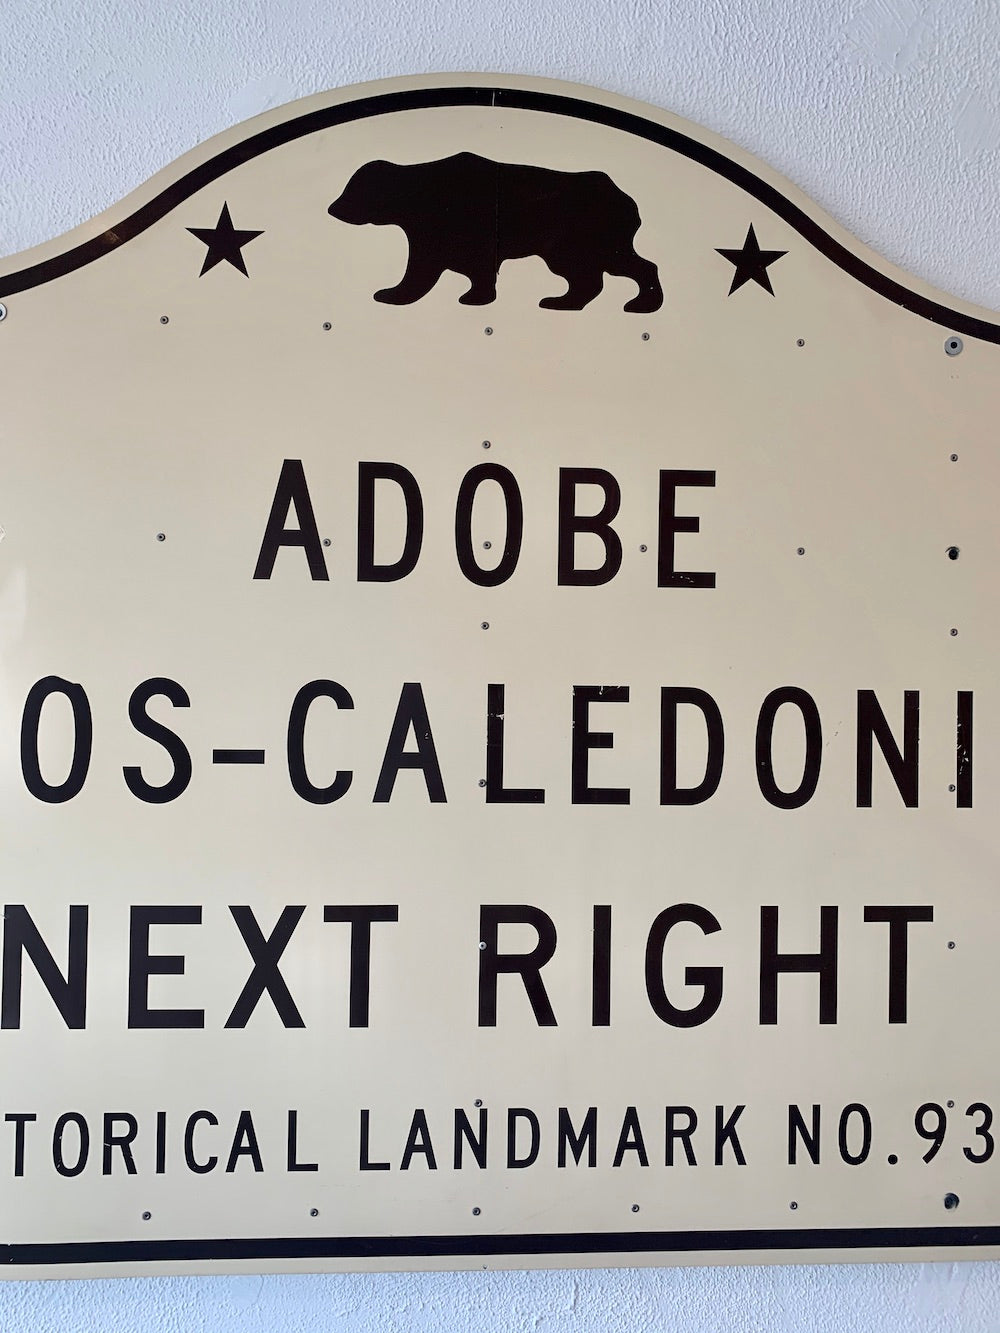 ADOBE
OS-CALEDONI
NEXT RIGHT
TORICAL LANDMARK NO.93